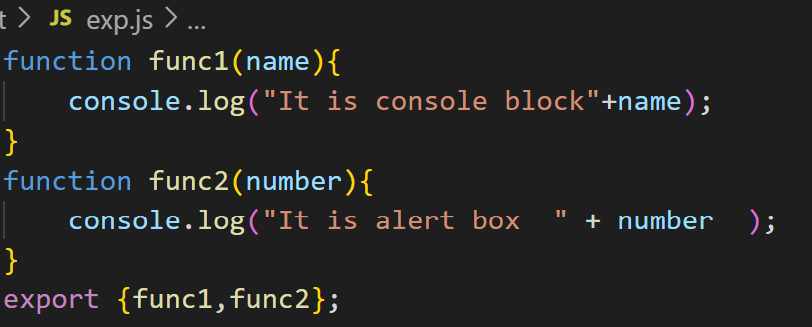 t > JS exp.js > ...
function func1(name){
    console.log("It is console block"+name);
}
function func2(number){
    console.log("It is alert box  " + number  );
}
export {func1,func2};